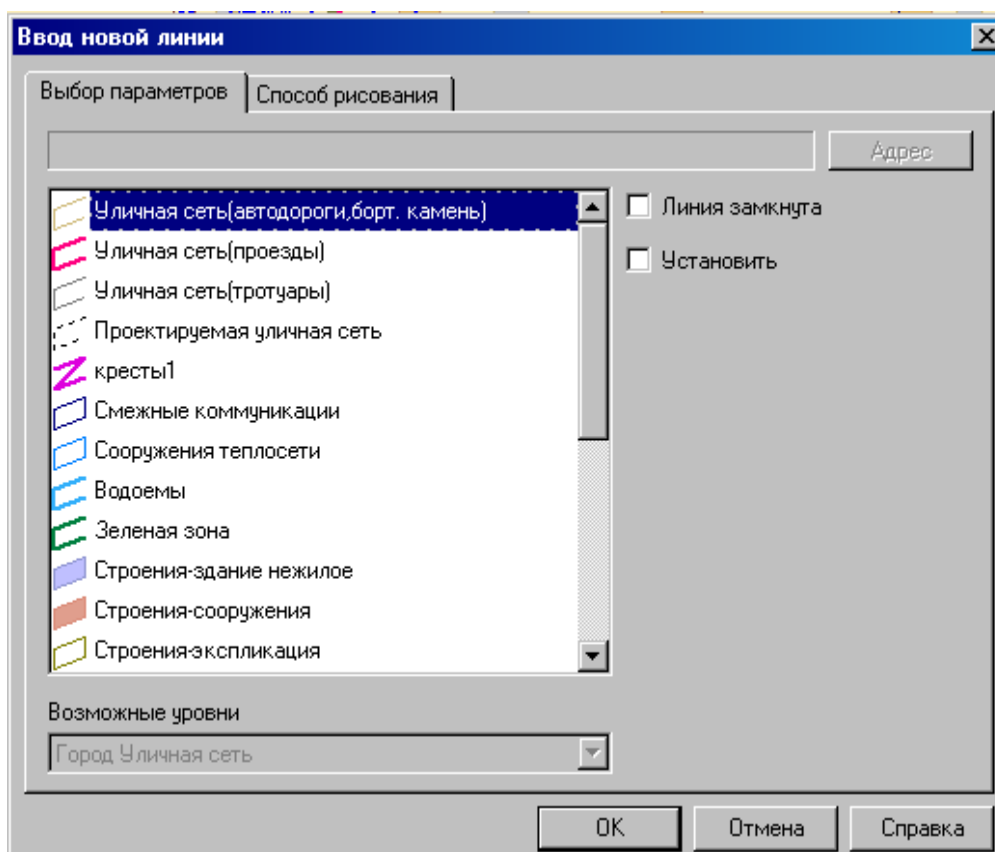 Ввод новой линии
Выбор параметров
Способ рисования
Адрес
Уличная сеть(автодороги,борт. камень)
Линия замкнута
Уличная сеть(проезды)
Установить
Уличная сеть(тротуары)
Проектируемая уличная сеть
кресты1
Смежные коммуникации
Сооружения теплосети
Водоемы
Зеленая зона
Строения-здание нежилое
Строения-сооружения
Строения-экспликация
Возможные уровни
Город Уличная сеть
OK
Отмена
Справка